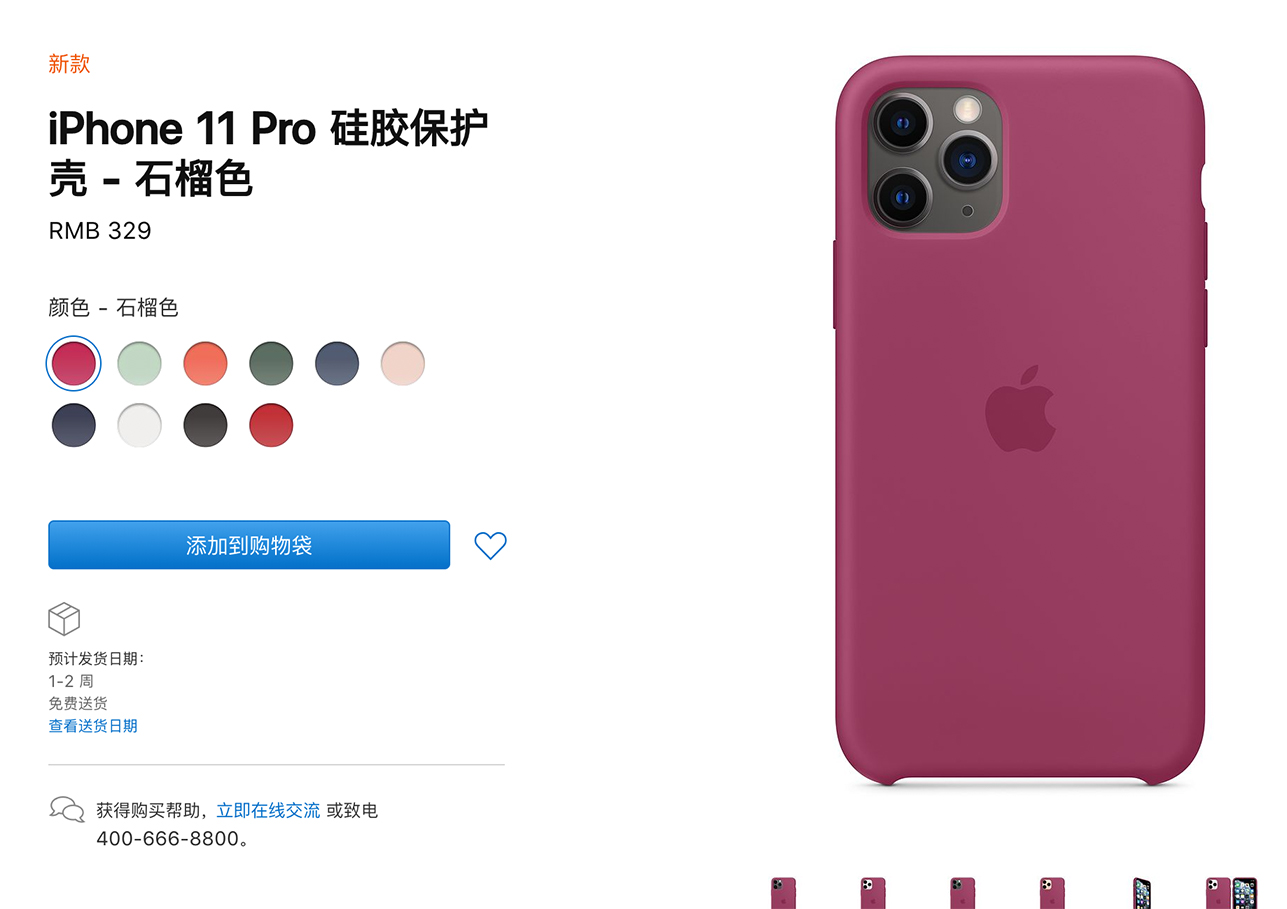 新款
iPhone 11 Pro 硅胶保护
壳 - 石榴色
RMB 329
颜色 - 石榴色
添加到购物袋
预计发货日期：
1-2 周
免费送货
查看送货日期
获得购买帮助，立即在线交流 或致电
400-666-8800。